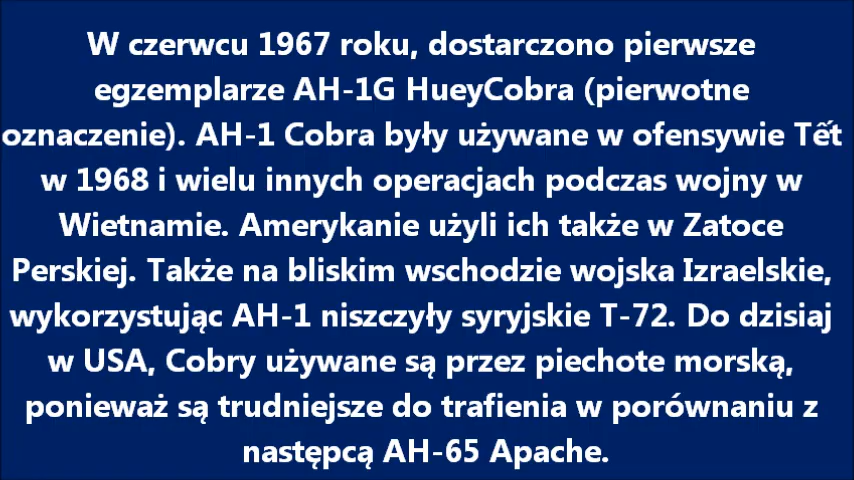 W czerwcu 1967 roku, dostarczono pierwsze
egzemplarze AH-1G HueyCobra (pierwotne
oznaczenie). AH-1 Cobra były używane w ofensywie Tết
w 1968 i wielu innych operacjach podczas wojny w
Wietnamie. Amerykanie użyli ich także w Zatoce
Perskiej. Także na bliskim wschodzie wojska Izraelskie,
wykorzystując AH-1 niszczyły syryjskie T-72. Do dzisiaj
w USA, Cobry używane są przez piechote morską,
ponieważ są trudniejsze do trafienia w porównaniu z
następcą AH-65 Apache.